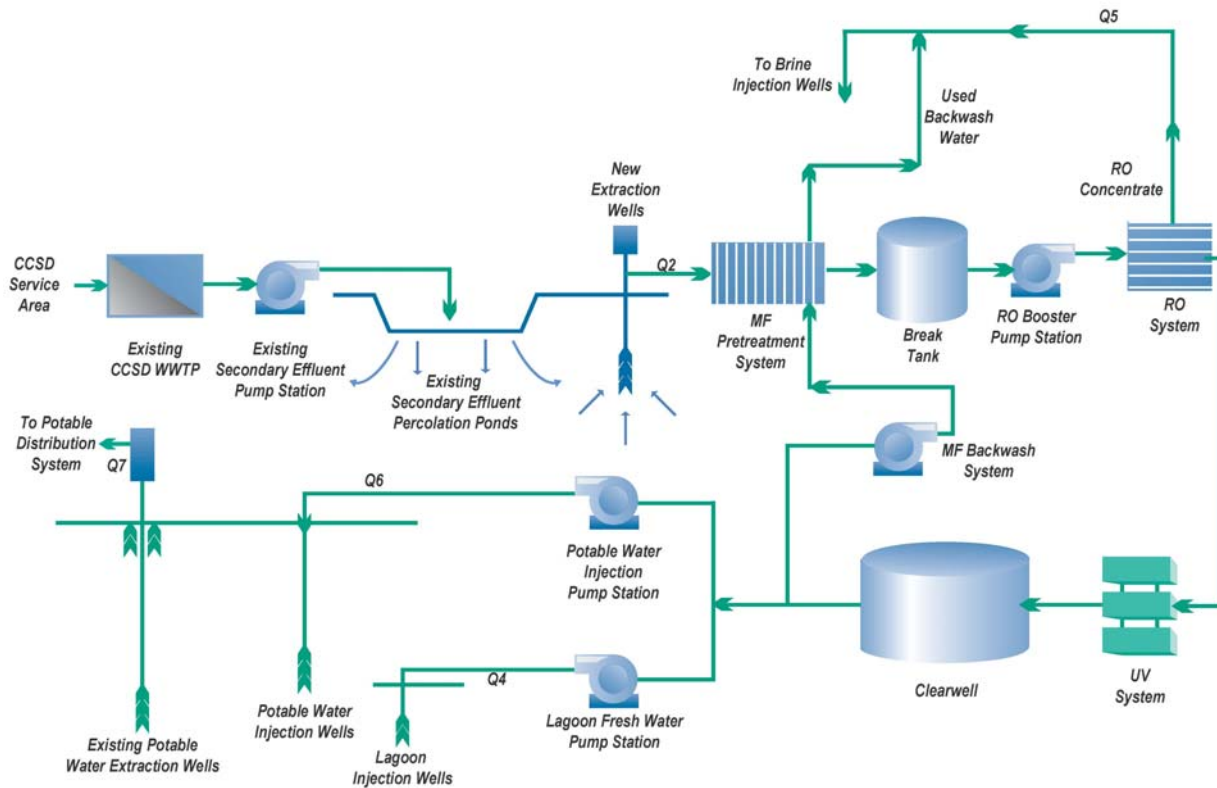 Q5
To Brine
Injection Wells
Used
Backwash
Water
New
Extraction
Wells
RO
Concentrate
CCSD
Service
Area
Q2
Existing
CCSD WWTP
Existing
Secondary Effluent
Pump Station
Existing
Secondary Effluent
Percolation Ponds
MF
Pretreatment
System
Break
Tank
RO Booster
Pump Station
RO
System
To Potable
Distribution
System
Q7
MF Backwash
System
Q6
Potable Water
Injection
Pump Station
Q4
Clearwell
UV
System
Existing Potable
Water Extraction Wells
Potable Water
Injection Wells
Lagoon
Injection Wells
Lagoon Fresh Water
Pump Station